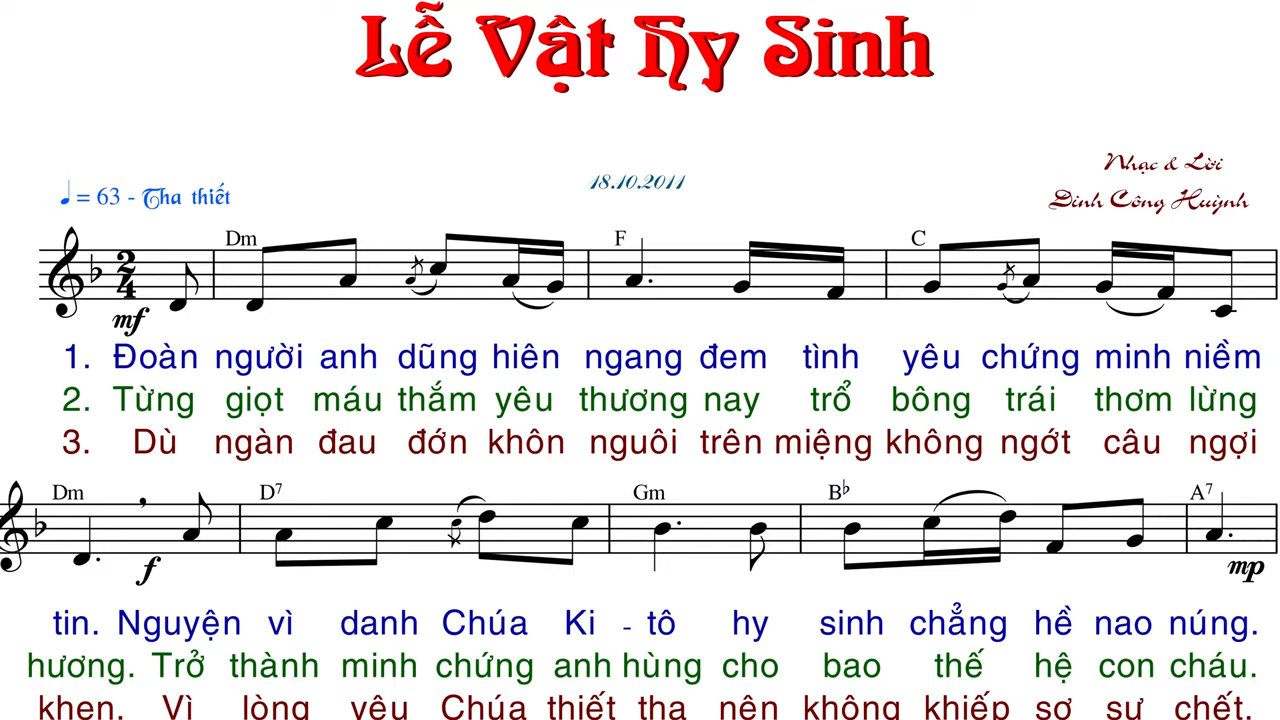 Lễ Vật Hy Sinh
Nhạc & Lời
♩ = 63 - Tha thiết
18.10.2011
Đinh Công Huỳnh
Dm F C
2
4
mf
1. Đoàn người anh dũng hiên ngang đem tình yêu chứng minh niềm
2. Từng giọt máu thắm yêu thương nay trổ bông trái thơm lừng
3. Dù ngàn đau đớn khôn nguôi trên miệng không ngớt câu ngợi
Dm D7 Gm B♭ A7
f mp
tin. Nguyện vì danh Chúa Ki - tô hy sinh chẳng hề nao núng.
hương. Trở thành minh chứng anh hùng cho bao thế hệ con cháu.
khen. Vì lòng yêu Chúa thiết tha nên không khiếp sợ sự chết.